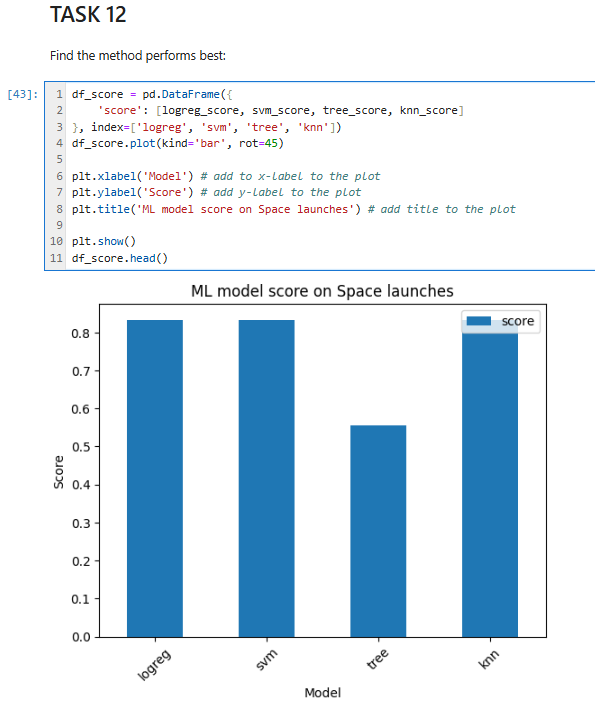 TASK 12
Find the method performs best:
[43]:
1 df_score = pd.DataFrame({
2 'score': [logreg_score, svm_score, tree_score, knn_score]
3 }, index=['logreg', 'svm', 'tree', 'knn'])
4 df_score.plot(kind='bar', rot=45)
5
6 plt.xlabel('Model') # add to x-label to the plot
7 plt.ylabel('Score') # add y-label to the plot
8 plt.title('ML model score on Space launches') # add title to the plot
9
10 plt.show()
11 df_score.head()
ML model score on Space launches
score
0.8
0.7
0.6
0.5
0.4
0.3
0.2
0.1
0.0
Score
logreg
svm
tree
knn
Model